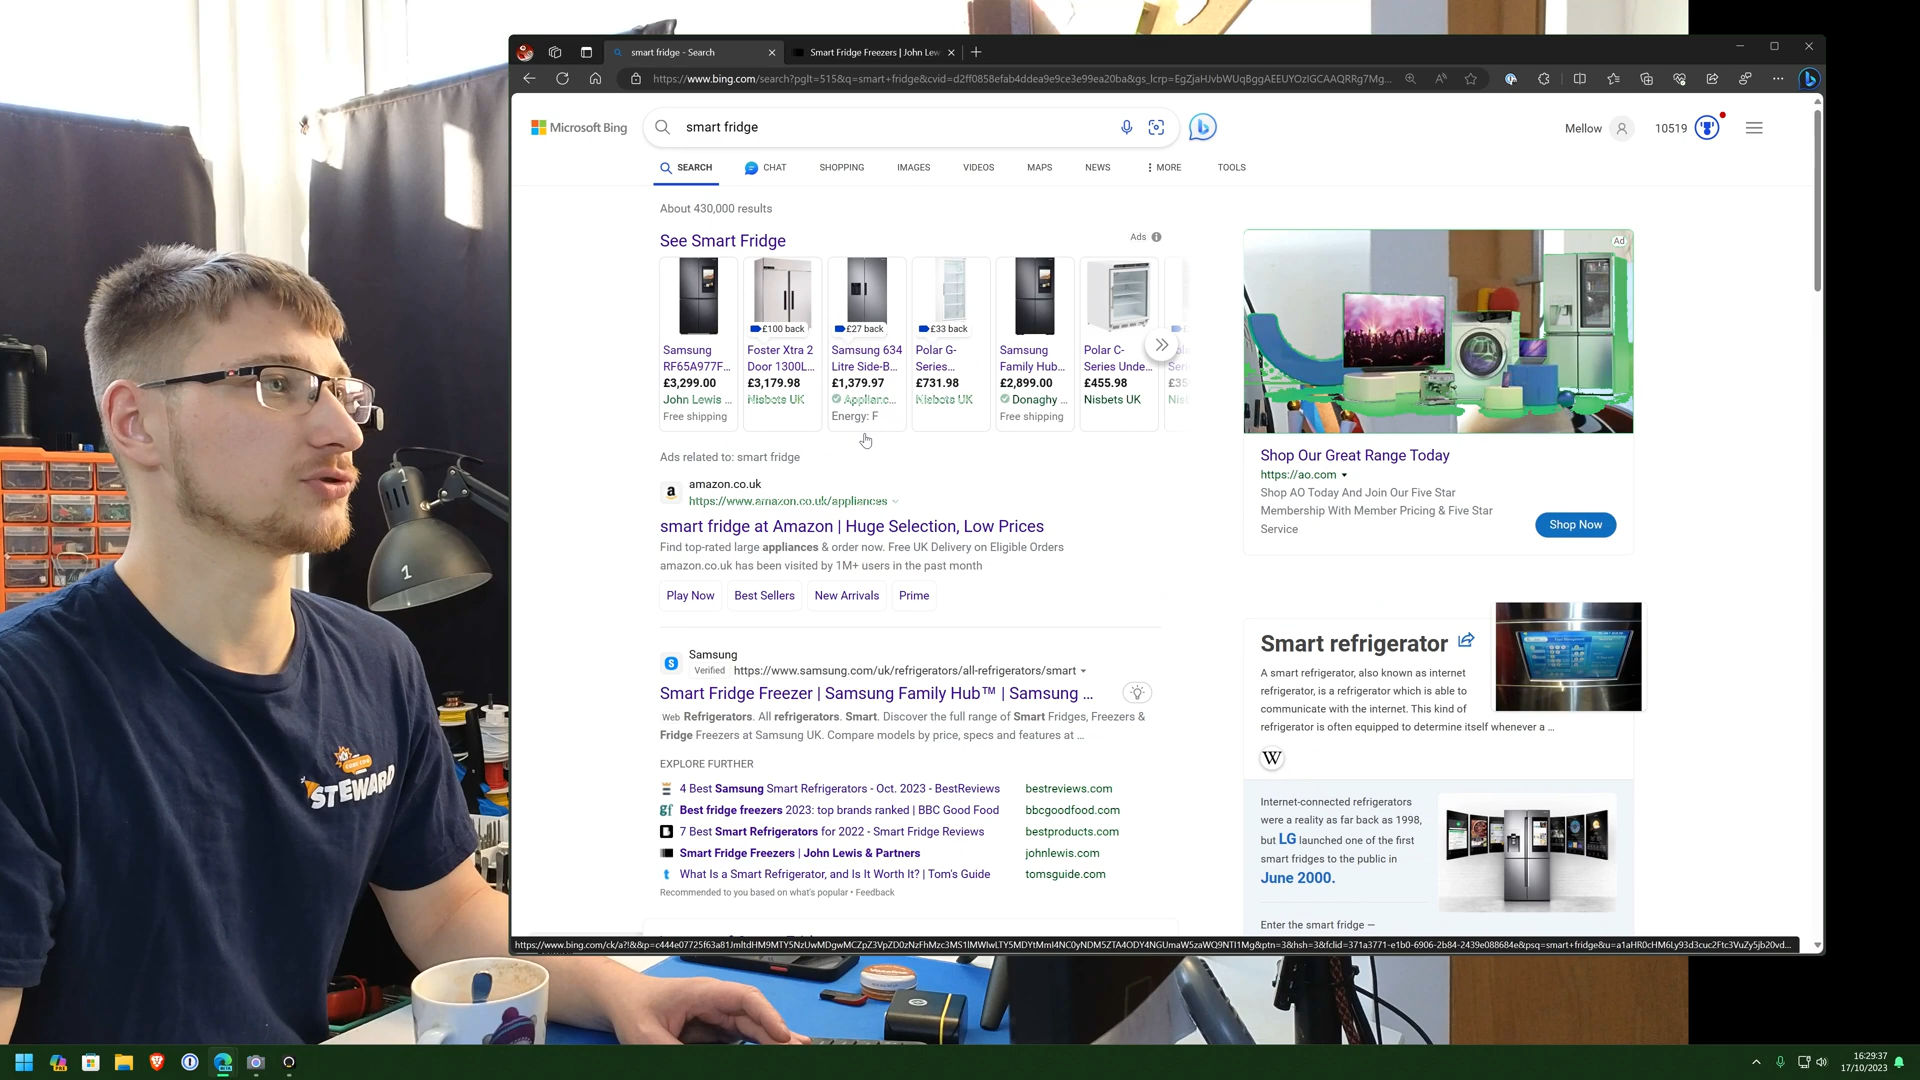 smart fridge - Search
Smart Fridge Freezers | John Lew
https://www.bing.com/search?pglt=515&q=smart+fridge&cvid=d2ff0858efab4ddea9e9ce3e99ea20ba&gs_lcrp=EgZjaHJvbWUqBggAEEUYOzIGCAAQRRg7Mg...
Microsoft Bing
smart fridge
Mellow
10519
SEARCH
CHAT
SHOPPING
IMAGES
VIDEOS
MAPS
NEWS
MORE
TOOLS
About 430,000 results
See Smart Fridge
Ads
£100 back
£27 back
£33 back
Samsung
RF65A977F...
£3,299.00
John Lewis ...
Free shipping
Foster Xtra 2
Door 1300L...
£3,179.98
Nisbets UK
Samsung 634
Litre Side-B...
£1,379.97
Applianc...
Energy: F
Polar G-
Series...
£731.98
Nisbets UK
Samsung
Family Hub...
£2,899.00
Donaghy ...
Free shipping
Polar C-
Series Unde...
£455.98
Nisbets UK
Ads related to: smart fridge
amazon.co.uk
https://www.amazon.co.uk/appliances
smart fridge at Amazon | Huge Selection, Low Prices
Find top-rated large appliances & order now. Free UK Delivery on Eligible Orders
amazon.co.uk has been visited by 1M+ users in the past month
Play Now
Best Sellers
New Arrivals
Prime
Samsung
Verified
https://www.samsung.com/uk/refrigerators/all-refrigerators/smart
Smart Fridge Freezer | Samsung Family Hub™ | Samsung ...
Web Refrigerators. All refrigerators. Smart. Discover the full range of Smart Fridges, Freezers &
Fridge Freezers at Samsung UK. Compare models by price, specs and features at ...
EXPLORE FURTHER
4 Best Samsung Smart Refrigerators - Oct. 2023 - BestReviews
bestreviews.com
Best fridge freezers 2023: top brands ranked | BBC Good Food
bbcgoodfood.com
7 Best Smart Refrigerators for 2022 - Smart Fridge Reviews
bestproducts.com
Smart Fridge Freezers | John Lewis & Partners
johnlewis.com
What Is a Smart Refrigerator, and Is It Worth It? | Tom's Guide
tomsguide.com
Recommended to you based on what's popular • Feedback
Ad
Shop Our Great Range Today
https://ao.com
Shop AO Today And Join Our Five Star
Membership With Member Pricing & Five Star
Service
Shop Now
Smart refrigerator
A smart refrigerator, also known as internet
refrigerator, is a refrigerator which is able to
communicate with the internet. This kind of
refrigerator is often equipped to determine itself whenever a ...
W
Internet-connected refrigerators
were a reality as far back as 1998,
but LG launched one of the first
smart fridges to the public in
June 2000.
Enter the smart fridge —
STEWARD
1
1
16:29:37
17/10/2023